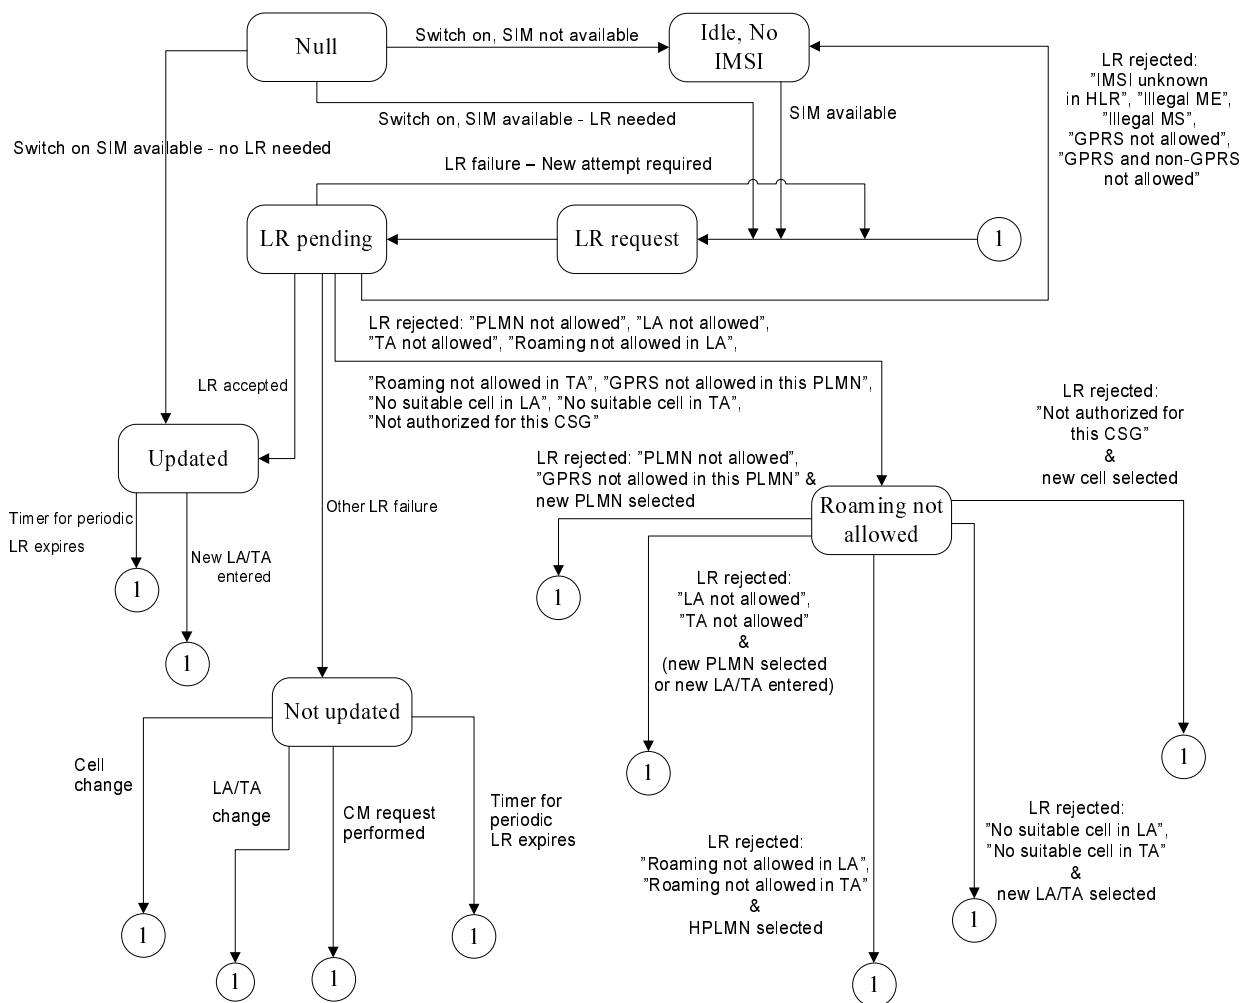 Null
Switch on, SIM not available
Idle, No
IMSI
LR rejected:
"IMSI unknown
in HLR", "Illegal ME",
"Illegal MS",
"GPRS not allowed",
"GPRS and non-GPRS
not allowed"
Switch on, SIM available - LR needed
SIM available
Switch on SIM available - no LR needed
LR failure – New attempt required
LR pending
LR request
1
LR rejected: "PLMN not allowed", "LA not allowed",
"TA not allowed", "Roaming not allowed in LA",
"Roaming not allowed in TA", "GPRS not allowed in this PLMN",
"No suitable cell in LA", "No suitable cell in TA",
"Not authorized for this CSG"
LR accepted
LR rejected:
"Not authorized for
this CSG"
&
new cell selected
Updated
LR rejected: "PLMN not allowed",
"GPRS not allowed in this PLMN" &
new PLMN selected
Roaming not
allowed
Timer for periodic
LR expires
Other LR failure
New LA/TA
entered
1
1
1
LR rejected:
"LA not allowed",
"TA not allowed"
&
(new PLMN selected
or new LA/TA entered)
Not updated
1
1
Cell
change
LA/TA
change
CM request
performed
Timer for
periodic
LR expires
LR rejected:
"Roaming not allowed in LA",
"Roaming not allowed in TA"
&
HPLMN selected
LR rejected:
"No suitable cell in LA",
"No suitable cell in TA"
&
new LA/TA selected
1
1
1
1
1
1